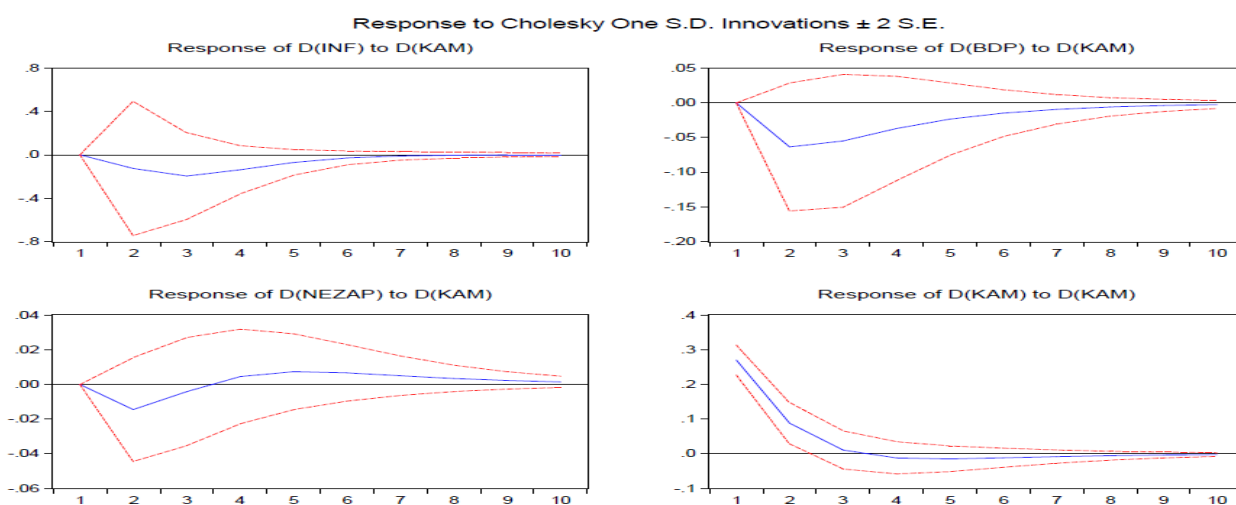 Response to Cholesky One S.D. Innovations ± 2 S.E.
Response of D(INF) to D(KAM)
.8
.4
.0
-.4
-.8
1 2 3 4 5 6 7 8 9 10
Response of D(BDP) to D(KAM)
.05
.00
-.05
-.10
-.15
-.20
1 2 3 4 5 6 7 8 9 10
Response of D(NEZAP) to D(KAM)
.04
.02
.00
-.02
-.04
-.06
1 2 3 4 5 6 7 8 9 10
Response of D(KAM) to D(KAM)
.4
.3
.2
.1
.0
-.1
1 2 3 4 5 6 7 8 9 10